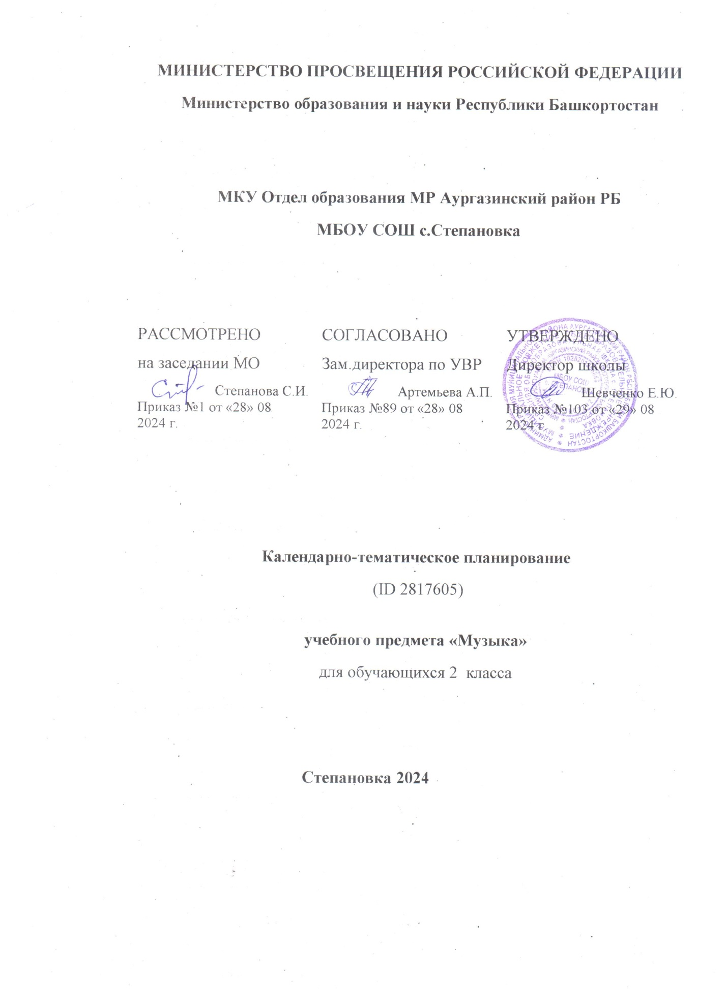 МИНИСТЕРСТВО ПРОСВЕЩЕНИЯ РОССИЙСКОЙ ФЕДЕРАЦИИ
Министерство образования и науки Республики Башкортостан
МКУ Отдел образования МР Аургазинский район РБ
МБОУ СОШ с.Степановка
РАССМОТРЕНО
на заседании МО
Степанова С.И.
Приказ №1 от «28» 08
2024 г.
СОГЛАСОВАНО
Зам.директора по УВР
Артемьева А.П.
Приказ №89 от «28» 08
2024 г.
УТВЕРЖДЕНО
Директор школы
Шевченко Е.Ю.
Приказ №103 от «29» 08
2024 г.
МБОУ СОШ
с. СТЕПАНОВКА
Календарно-тематическое планирование
(ID 2817605)
учебного предмета «Музыка»
для обучающихся 2  класса
Степановка 2024